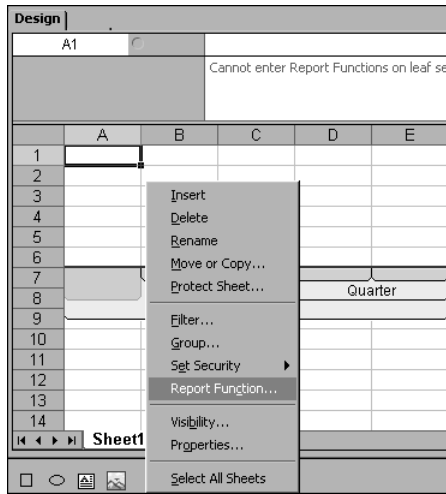 Design
A1
Cannot enter Report Functions on leaf se
A B C D E
1
2
3
4
5
6
7
8
9
10
11
12
13
14
Insert
Delete
Rename
Move or Copy...
Protect Sheet...
Filter...
Group...
Set Security
Report Function...
Visibility...
Properties...
Select All Sheets
Quarter
Sheet1